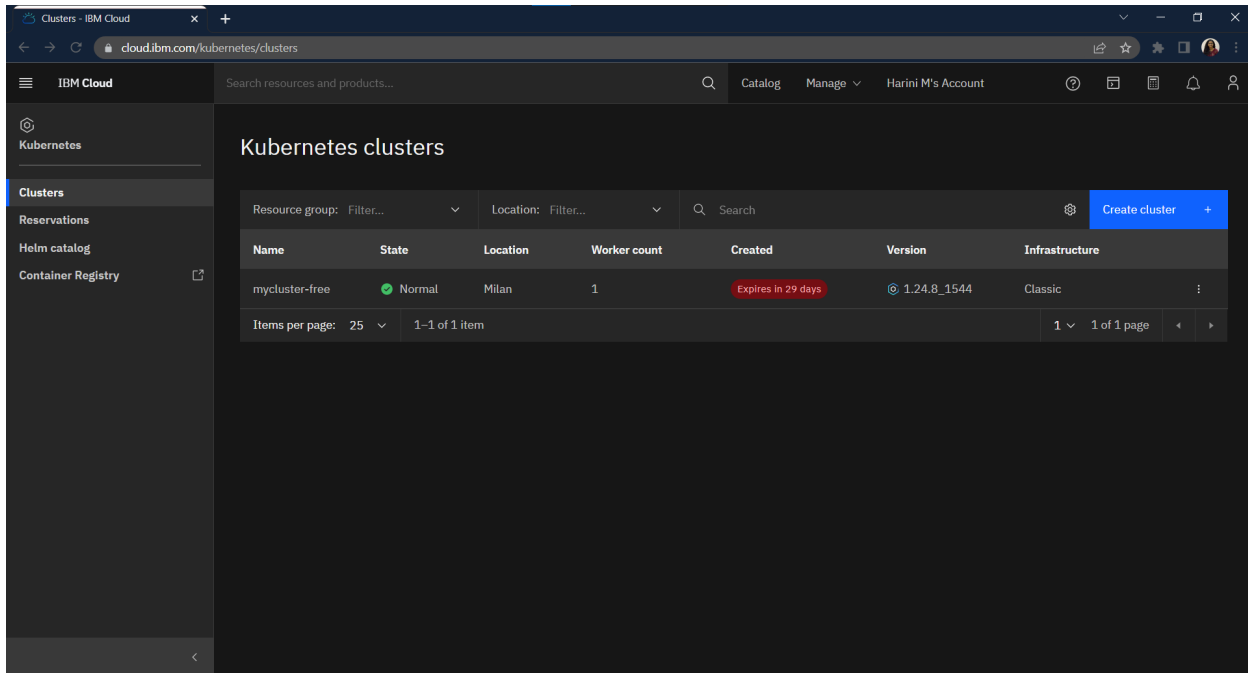 Clusters - IBM Cloud
cloud.ibm.com/kubernetes/clusters
IBM Cloud
Search resources and products...
Catalog
Manage
Harini M's Account
Kubernetes
Clusters
Reservations
Helm catalog
Container Registry
Kubernetes clusters
Resource group: Filter... Location: Filter... Search Create cluster +
Name State Location Worker count Created Version Infrastructure
mycluster-free Normal Milan 1 Expires in 29 days 1.24.8_1544 Classic
Items per page: 25 1–1 of 1 item 1 1 of 1 page